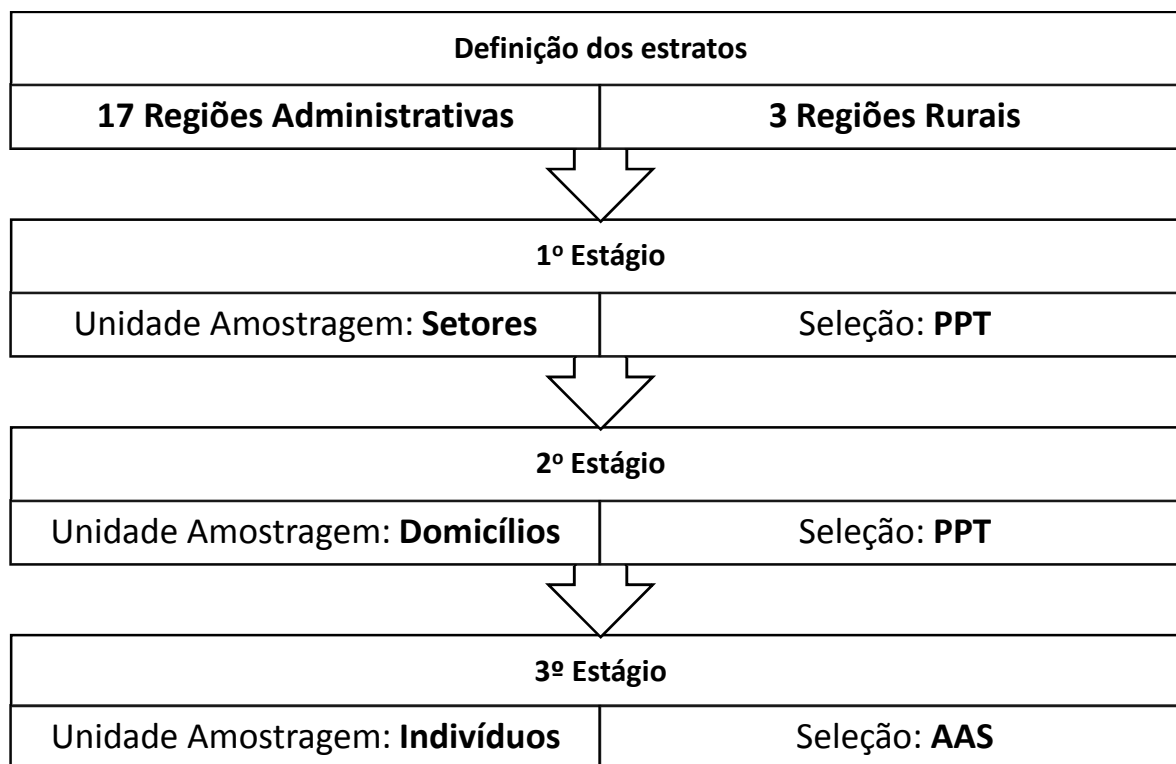 Definição dos estratos
17 Regiões Administrativas
3 Regiões Rurais
1º Estágio
Unidade Amostragem: Setores
Seleção: PPT
2º Estágio
Unidade Amostragem: Domicílios
Seleção: PPT
3º Estágio
Unidade Amostragem: Indivíduos
Seleção: AAS